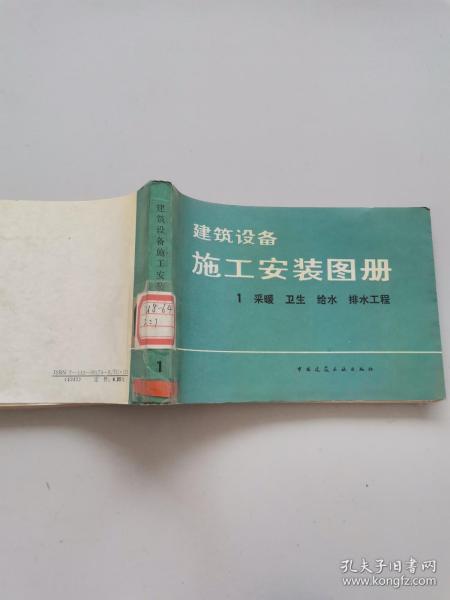 建筑设备
施工安装图册
1 采暖 卫生 给水 排水工程
中国建筑工业出版社
建筑设备施工安装
1
孔夫子旧书网
www.kongfz.com